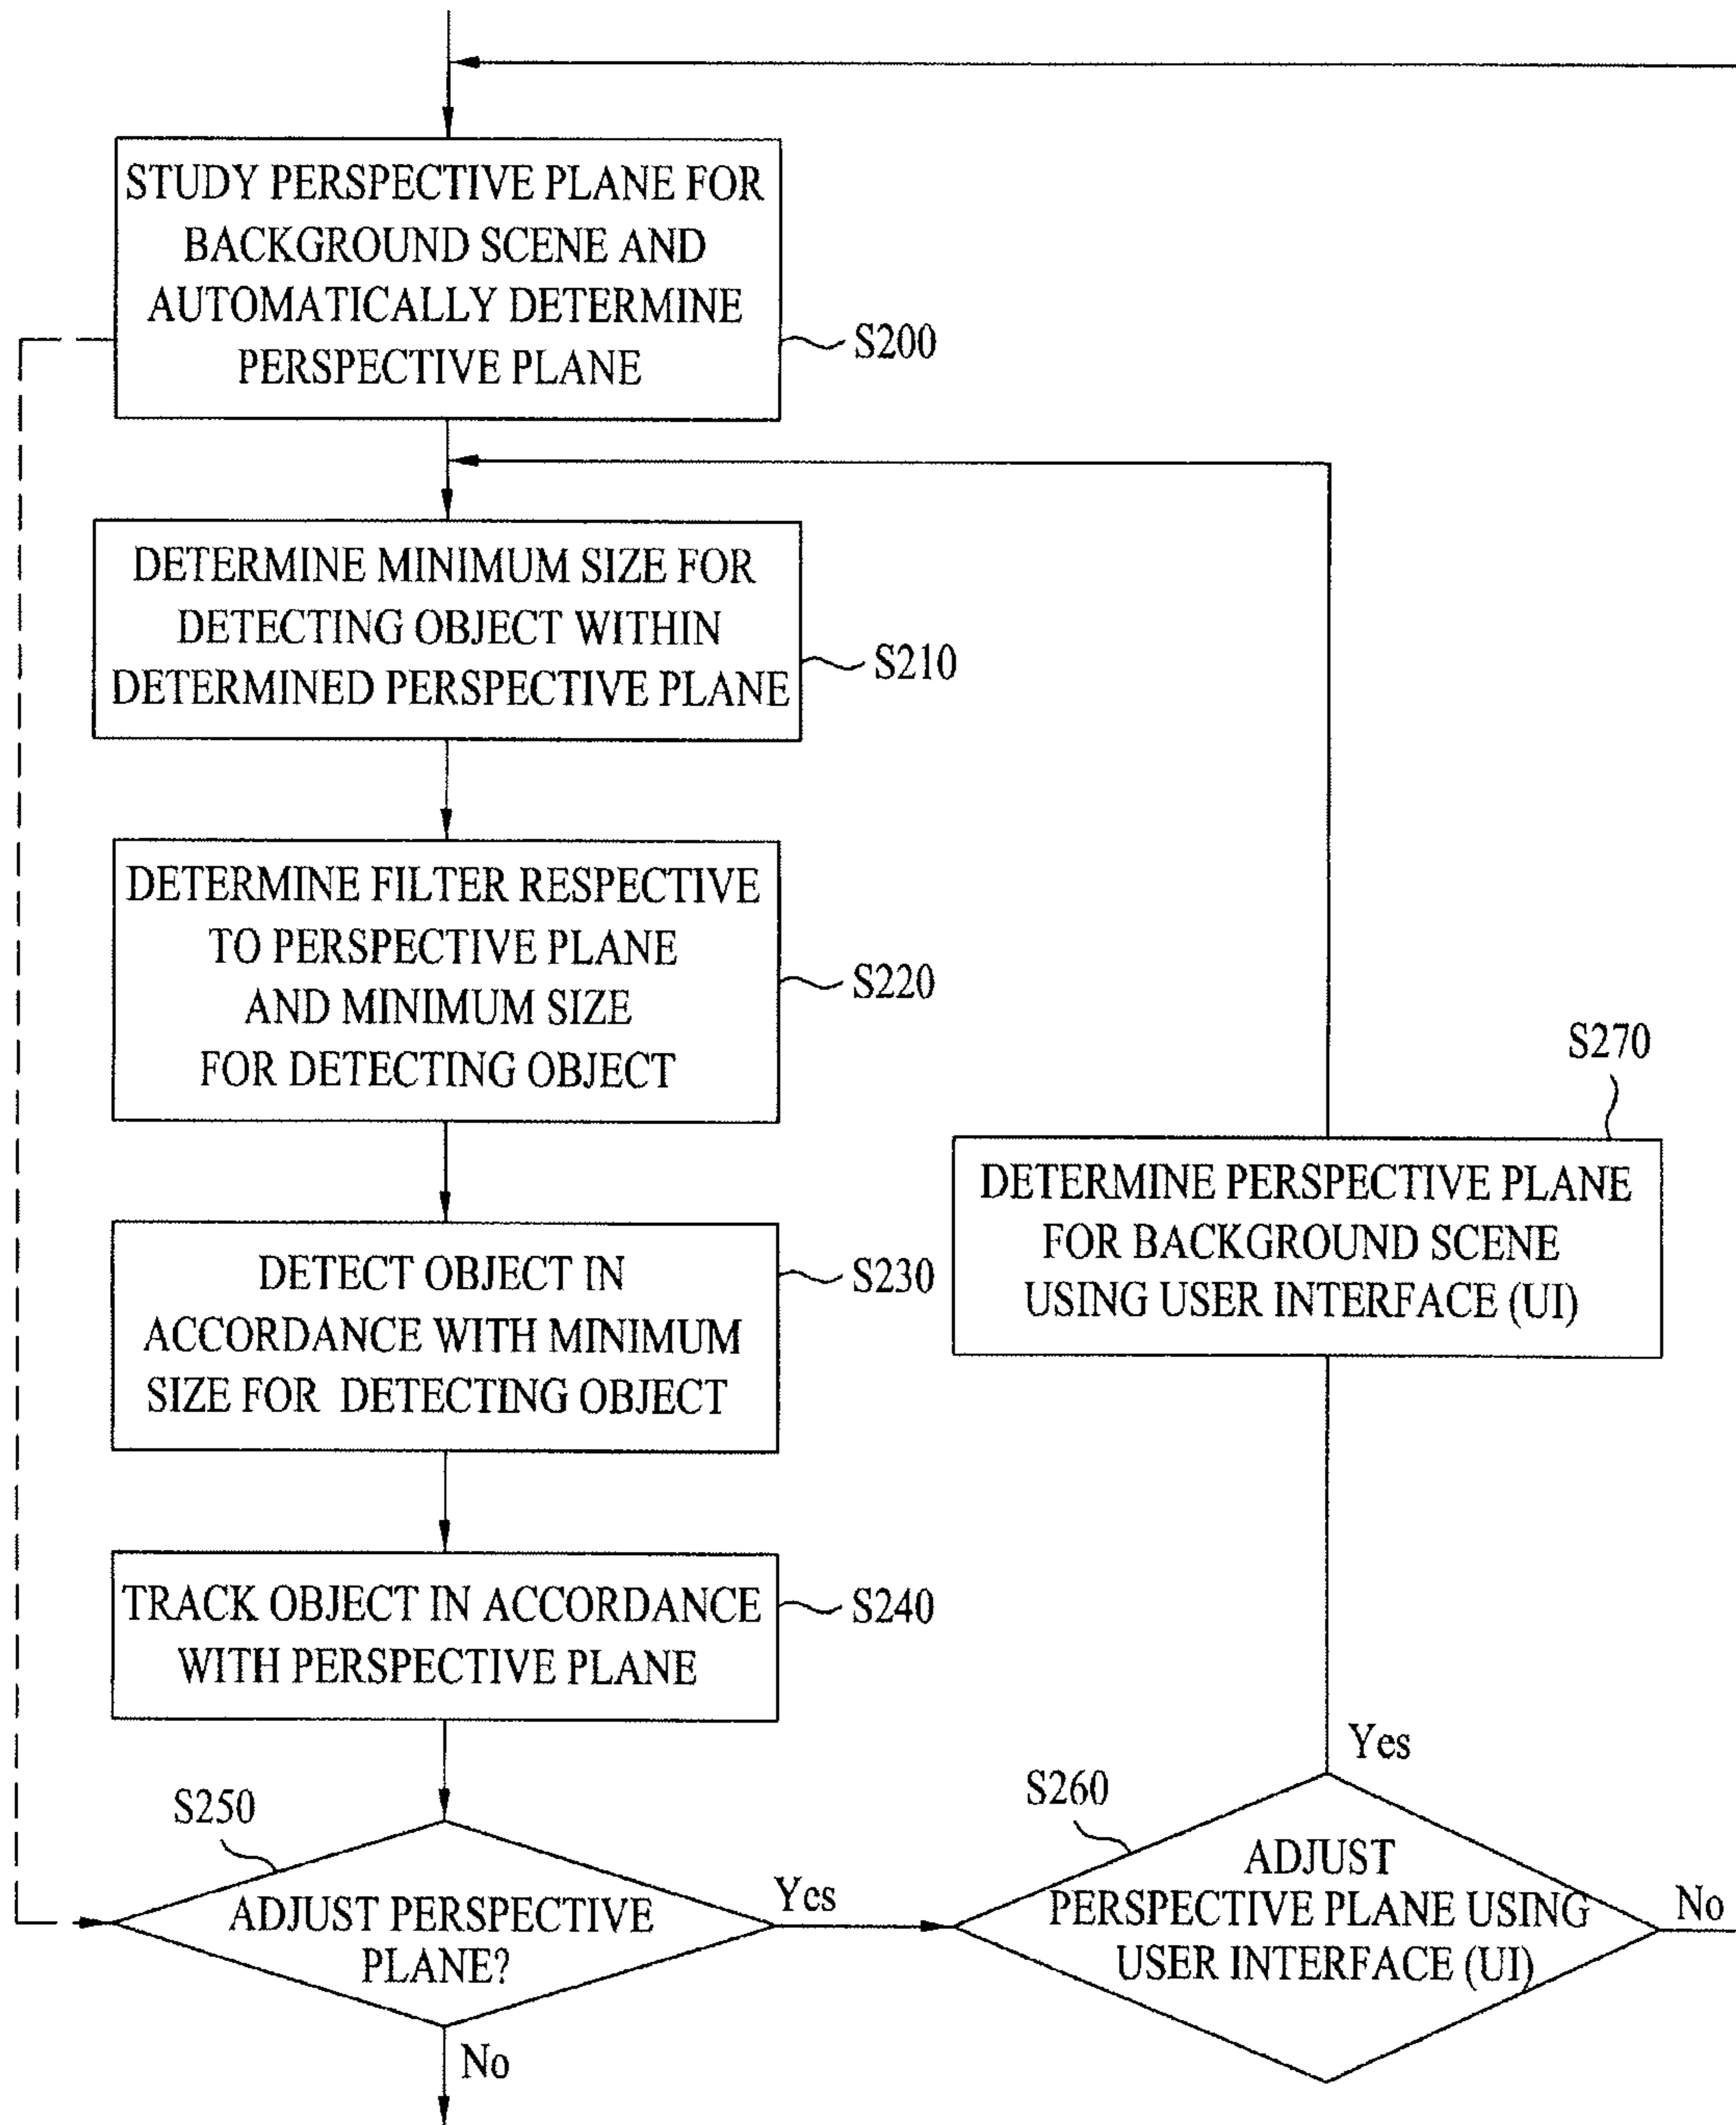 STUDY PERSPECTIVE PLANE FOR
BACKGROUND SCENE AND
AUTOMATICALLY DETERMINE
PERSPECTIVE PLANE
S200
DETERMINE MINIMUM SIZE FOR
DETECTING OBJECT WITHIN
DETERMINED PERSPECTIVE PLANE
S210
DETERMINE FILTER RESPECTIVE
TO PERSPECTIVE PLANE
AND MINIMUM SIZE
FOR DETECTING OBJECT
S220
S270
DETERMINE PERSPECTIVE PLANE
FOR BACKGROUND SCENE
USING USER INTERFACE (UI)
DETECT OBJECT IN
ACCORDANCE WITH MINIMUM
SIZE FOR DETECTING OBJECT
S230
TRACK OBJECT IN ACCORDANCE
WITH PERSPECTIVE PLANE
S240
S250
ADJUST PERSPECTIVE
PLANE?
Yes
No
S260
Yes
ADJUST
PERSPECTIVE PLANE USING
USER INTERFACE (UI)
No